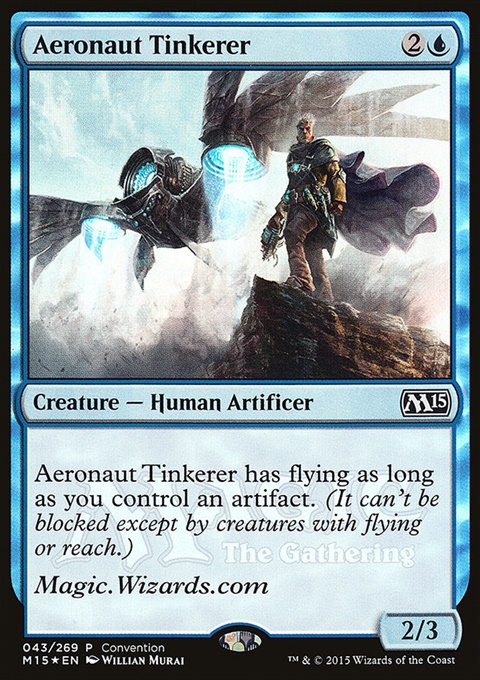 Aeronaut Tinkerer 2
Creature — Human Artificer M15
Aeronaut Tinkerer has flying as long
as you control an artifact. (It can't be
blocked except by creatures with flying
or reach.)
Magic
The Gathering
Magic.Wizards.com
2/3
043/269 P Convention
M15★EN Willian Murai ™ & © 2015 Wizards of the Coast